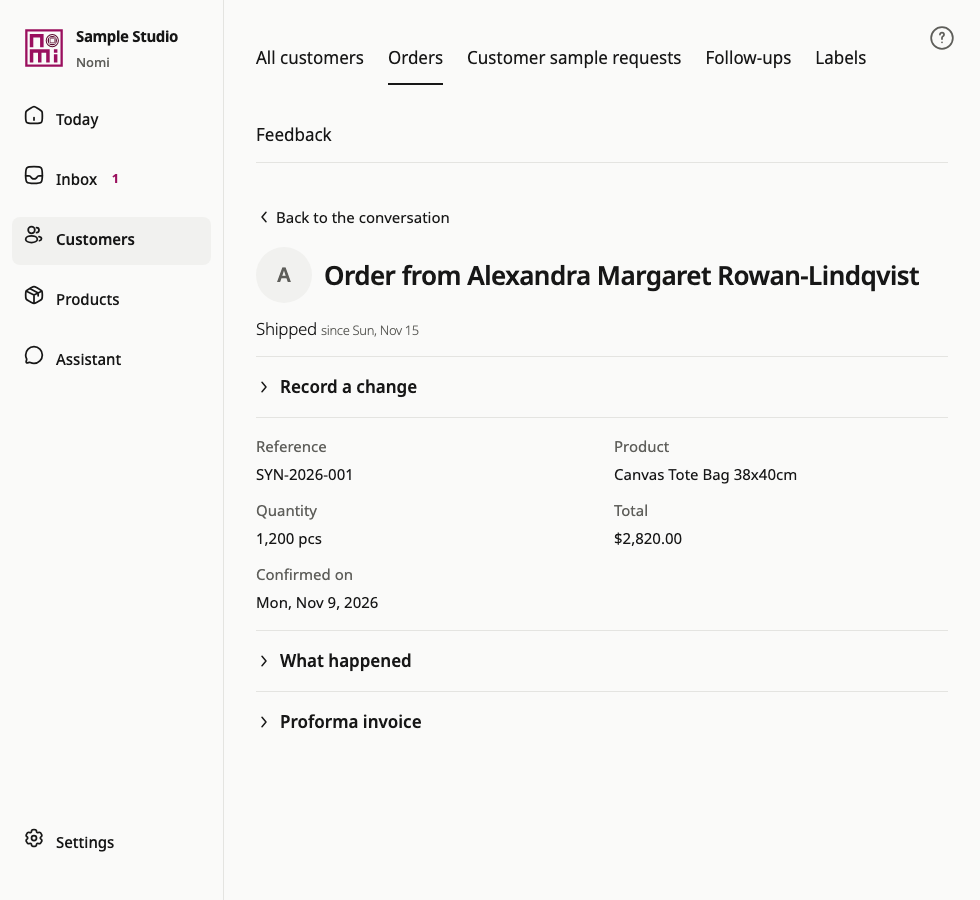 nomi
Sample Studio
Nomi
Today
Inbox 1
Customers
Products
Assistant
Settings
?
All customers Orders Customer sample requests Follow-ups Labels
Feedback
Back to the conversation
A Order from Alexandra Margaret Rowan-Lindqvist
Shipped since Sun, Nov 15
Record a change
Reference Product
SYN-2026-001 Canvas Tote Bag 38x40cm
Quantity Total
1,200 pcs $2,820.00
Confirmed on
Mon, Nov 9, 2026
What happened
Proforma invoice